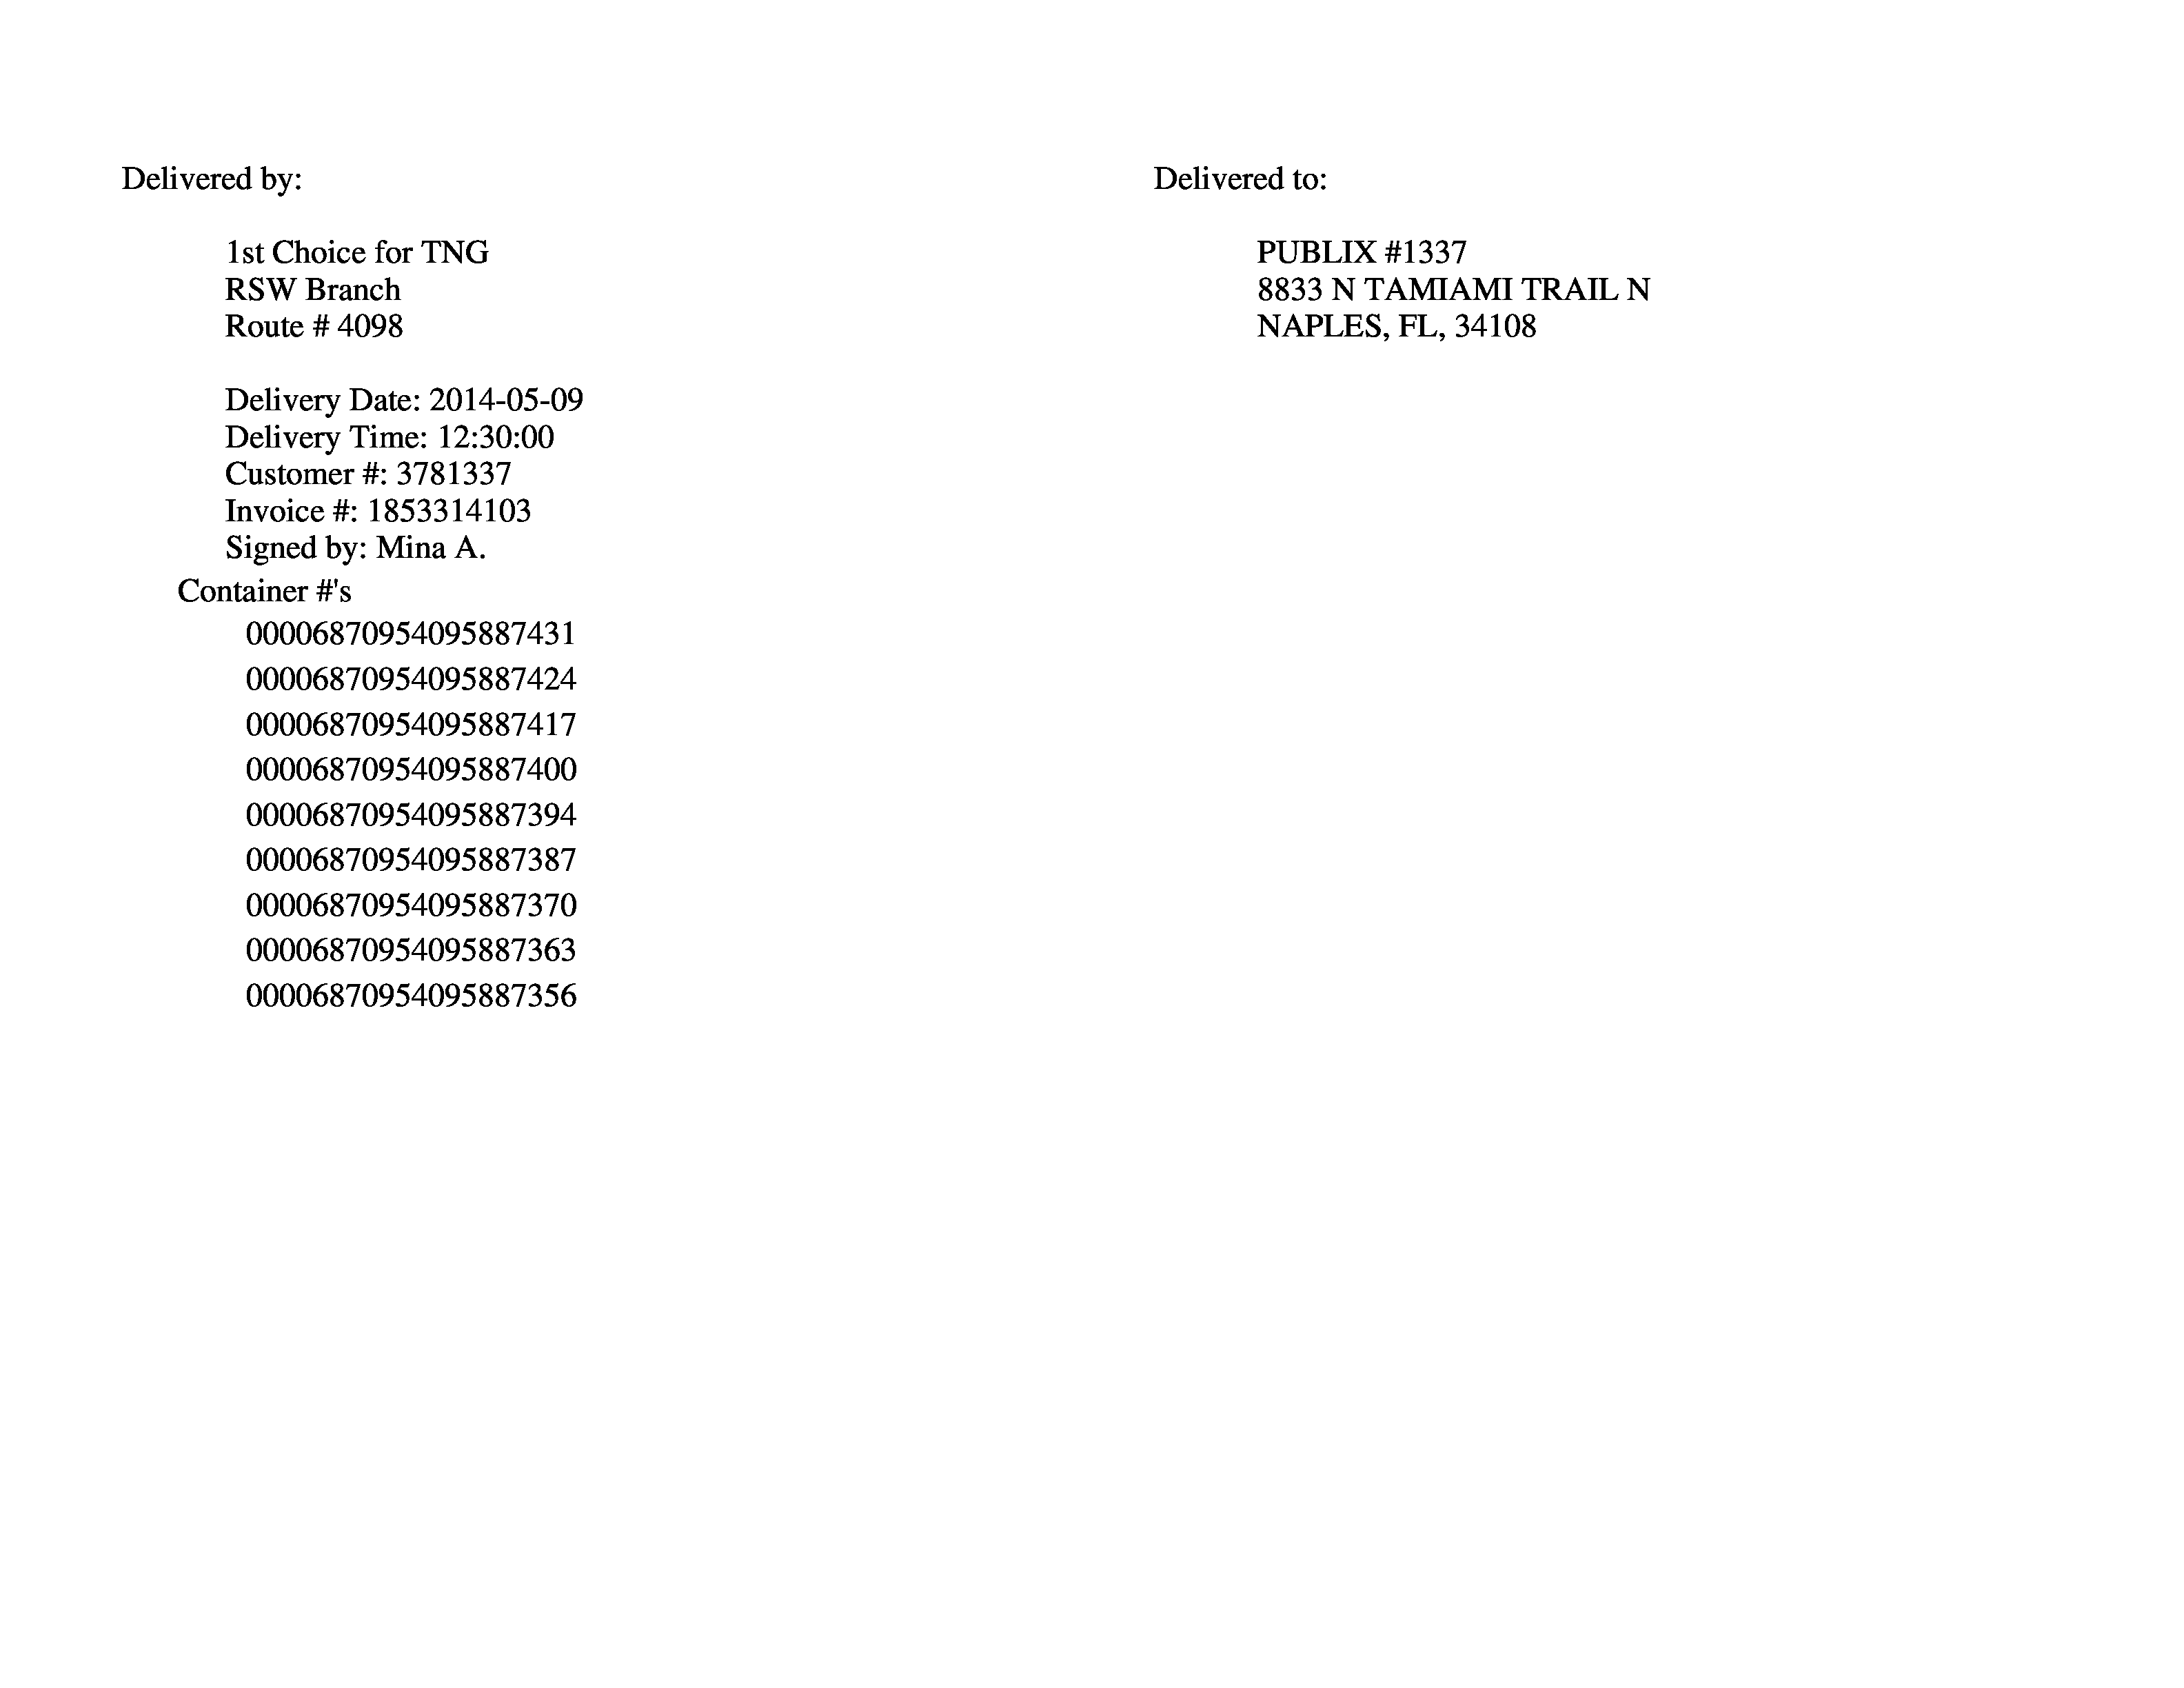 Delivered by:
1st Choice for TNG
RSW Branch
Route # 4098
Delivery Date: 2014-05-09
Delivery Time: 12:30:00
Customer #: 3781337
Invoice #: 1853314103
Signed by: Mina A.
Container #'s
00006870954095887431
00006870954095887424
00006870954095887417
00006870954095887400
00006870954095887394
00006870954095887387
00006870954095887370
00006870954095887363
00006870954095887356
Delivered to:
PUBLIX #1337
8833 N TAMIAMI TRAIL N
NAPLES, FL, 34108